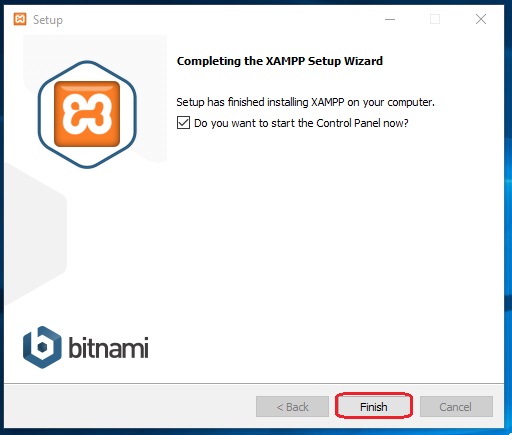 Setup
Completing the XAMPP Setup Wizard
Setup has finished installing XAMPP on your computer.
Do you want to start the Control Panel now?
bitnami
< Back
Finish
Cancel